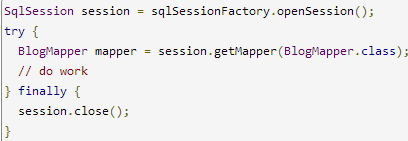 SqlSession session = sqlSessionFactory.openSession();
try {
  BlogMapper mapper = session.getMapper(BlogMapper.class);
  // do work
} finally {
  session.close();
}